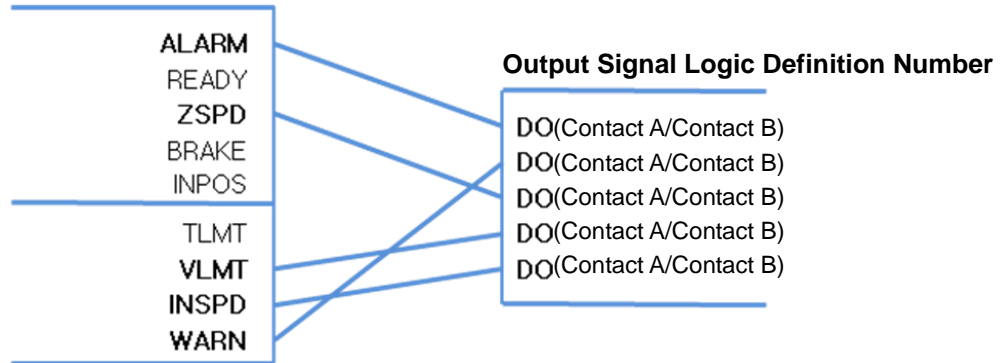 ALARM
READY
ZSPD
BRAKE
INPOS
TLMT
VLMT
INSPD
WARN
Output Signal Logic Definition Number
DO(Contact A/Contact B)
DO(Contact A/Contact B)
DO(Contact A/Contact B)
DO(Contact A/Contact B)
DO(Contact A/Contact B)